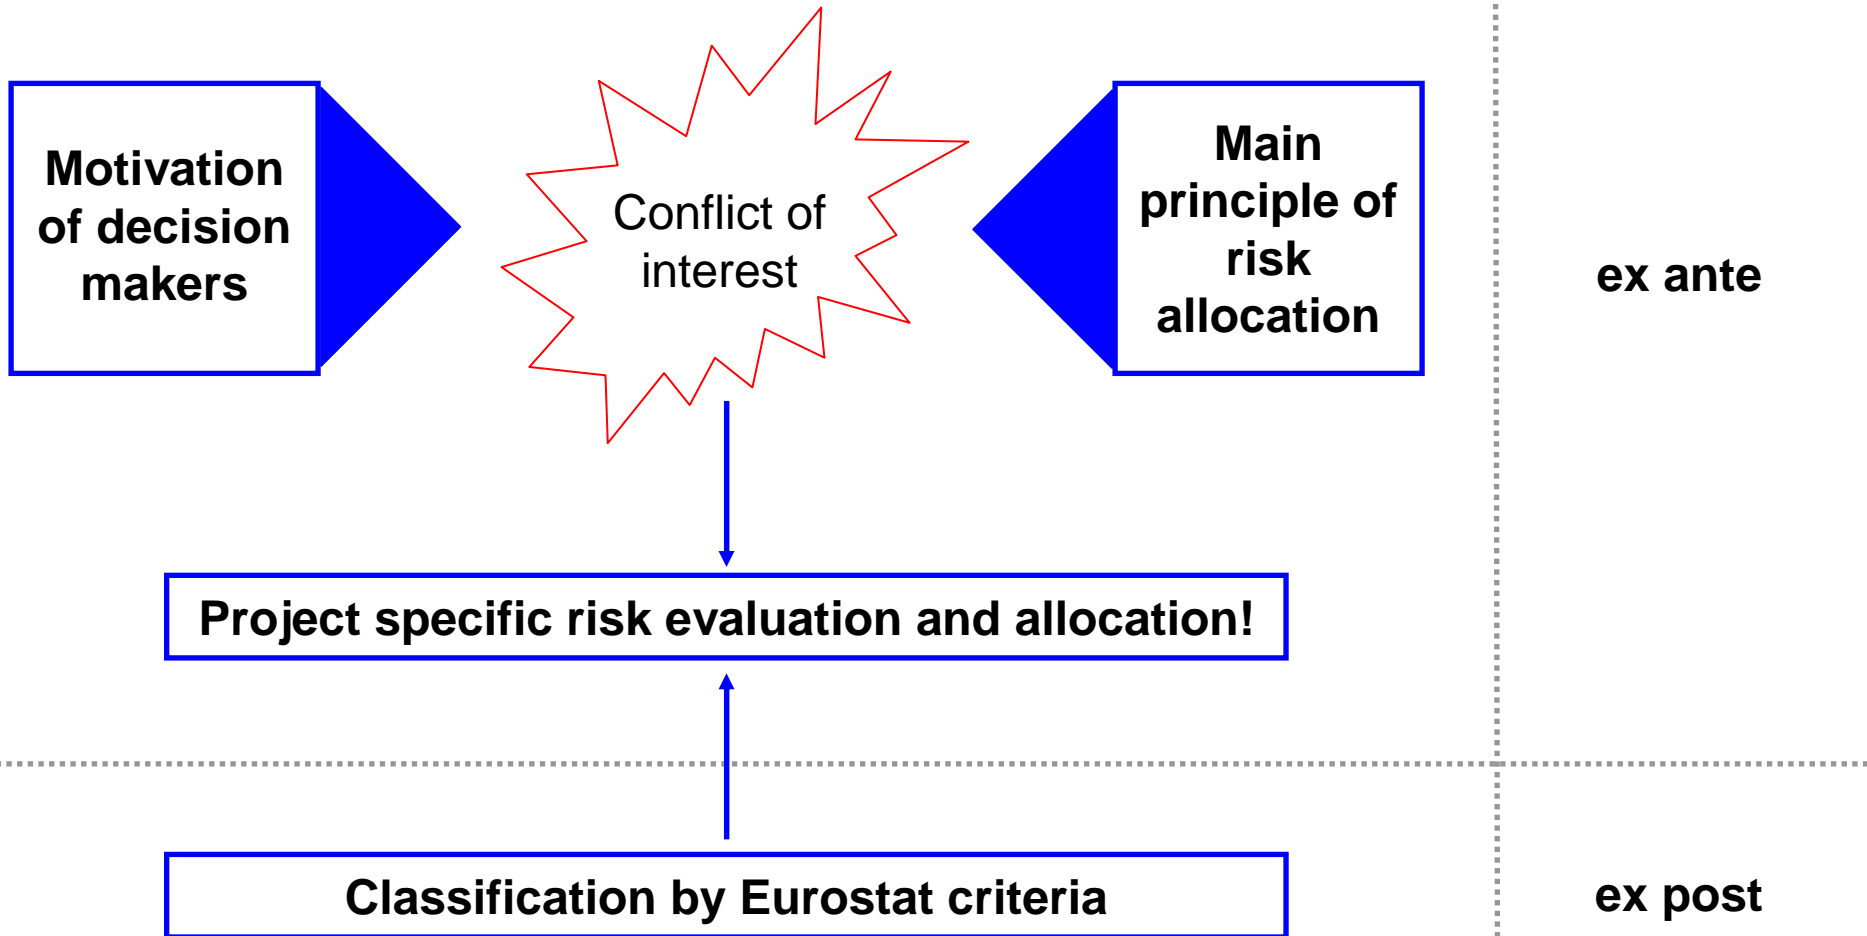 Motivation
of decision
makers
Conflict of
interest
Main
principle of
risk
allocation
ex ante
Project specific risk evaluation and allocation!
Classification by Eurostat criteria
ex post